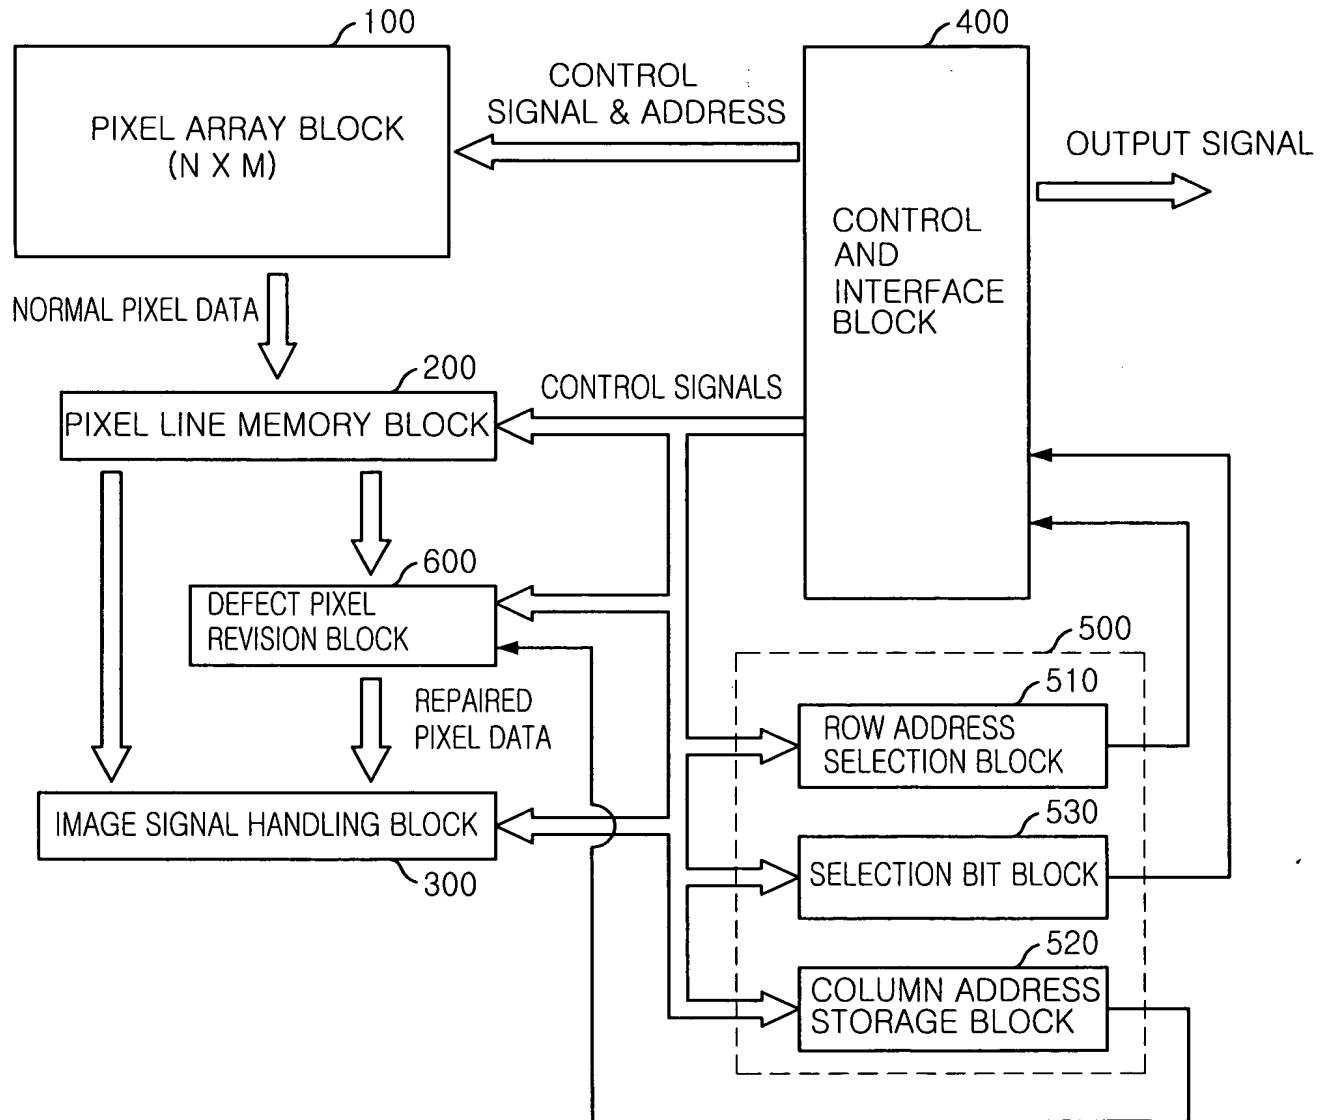 100
400
CONTROL
SIGNAL & ADDRESS
PIXEL ARRAY BLOCK
(N X M)
OUTPUT SIGNAL
CONTROL
AND
INTERFACE
BLOCK
NORMAL PIXEL DATA
200
CONTROL SIGNALS
PIXEL LINE MEMORY BLOCK
600
DEFECT PIXEL
REVISION BLOCK
500
510
REPAIRED
PIXEL DATA
ROW ADDRESS
SELECTION BLOCK
IMAGE SIGNAL HANDLING BLOCK
300
530
SELECTION BIT BLOCK
520
COLUMN ADDRESS
STORAGE BLOCK